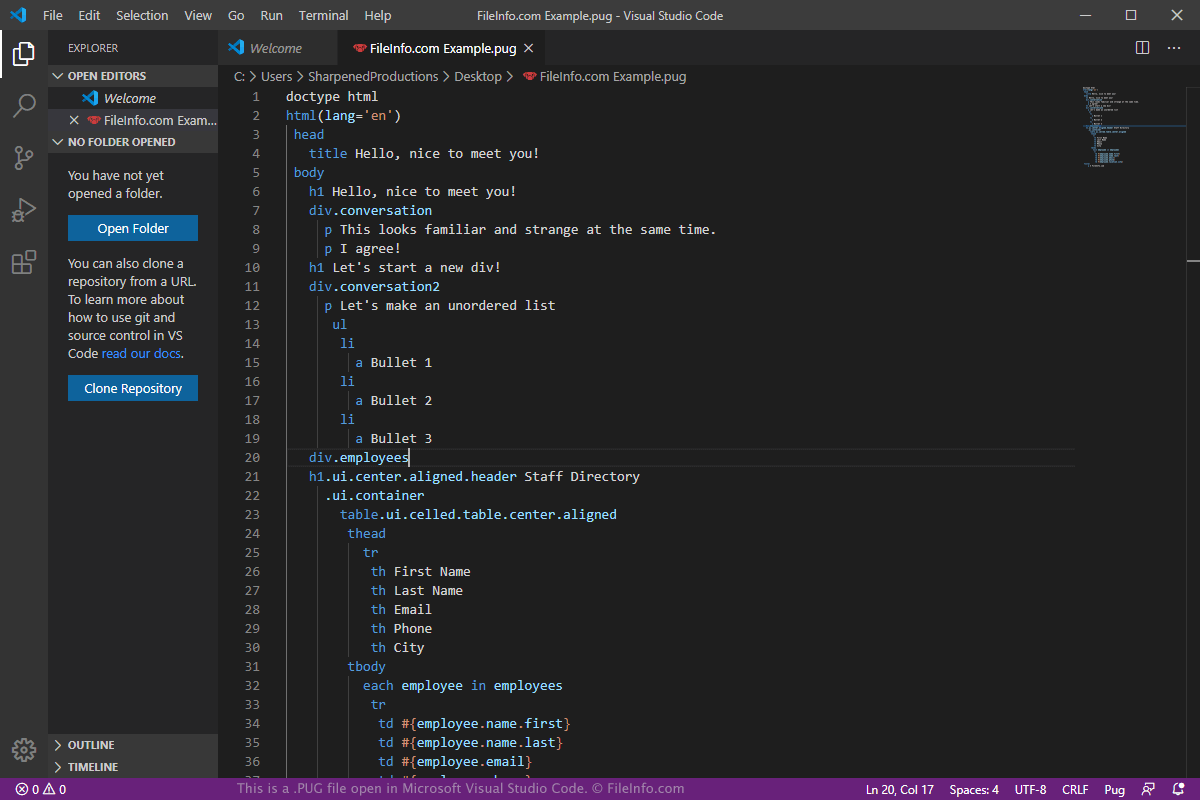 File Edit Selection View Go Run Terminal Help FileInfo.com Example.pug - Visual Studio Code
EXPLORER
OPEN EDITORS
Welcome
FileInfo.com Exam...
NO FOLDER OPENED
You have not yet
opened a folder.
Open Folder
You can also clone a
repository from a URL.
To learn more about
how to use git and
source control in VS
Code read our docs.
Clone Repository
OUTLINE
TIMELINE
Welcome FileInfo.com Example.pug
C: > Users > SharpenedProductions > Desktop > FileInfo.com Example.pug
1 doctype html
2 html(lang='en')
3 head
4 title Hello, nice to meet you!
5 body
6 h1 Hello, nice to meet you!
7 div.conversation
8 p This looks familiar and strange at the same time.
9 p I agree!
10 h1 Let's start a new div!
11 div.conversation2
12 p Let's make an unordered list
13 ul
14 li
15 a Bullet 1
16 li
17 a Bullet 2
18 li
19 a Bullet 3
20 div.employees
21 h1.ui.center.aligned.header Staff Directory
22 .ui.container
23 table.ui.celled.table.center.aligned
24 thead
25 tr
26 th First Name
27 th Last Name
28 th Email
29 th Phone
30 th City
31 tbody
32 each employee in employees
33 tr
34 td #{employee.name.first}
35 td #{employee.name.last}
36 td #{employee.email}
0 0 This is a .PUG file open in Microsoft Visual Studio Code. © FileInfo.com Ln 20, Col 17 Spaces: 4 UTF-8 CRLF Pug